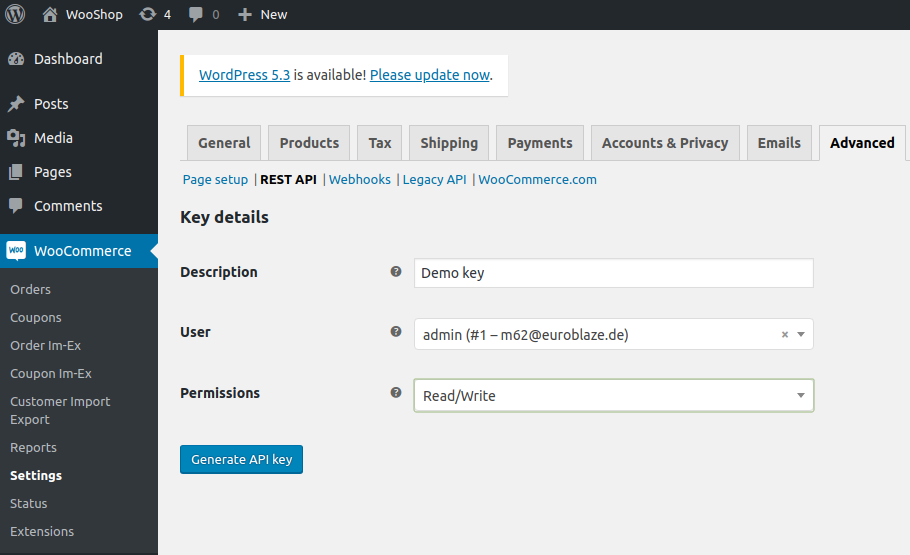 WooShop 4 0 New
Dashboard
Posts
Media
Pages
Comments
WooCommerce
Orders
Coupons
Order Im-Ex
Coupon Im-Ex
Customer Import
Export
Reports
Settings
Status
Extensions
WordPress 5.3 is available! Please update now.
General Products Tax Shipping Payments Accounts & Privacy Emails Advanced
Page setup | REST API | Webhooks | Legacy API | WooCommerce.com
Key details
Description ? Demo key
User ? admin (#1 – m62@euroblaze.de) ×
Permissions ? Read/Write
Generate API key